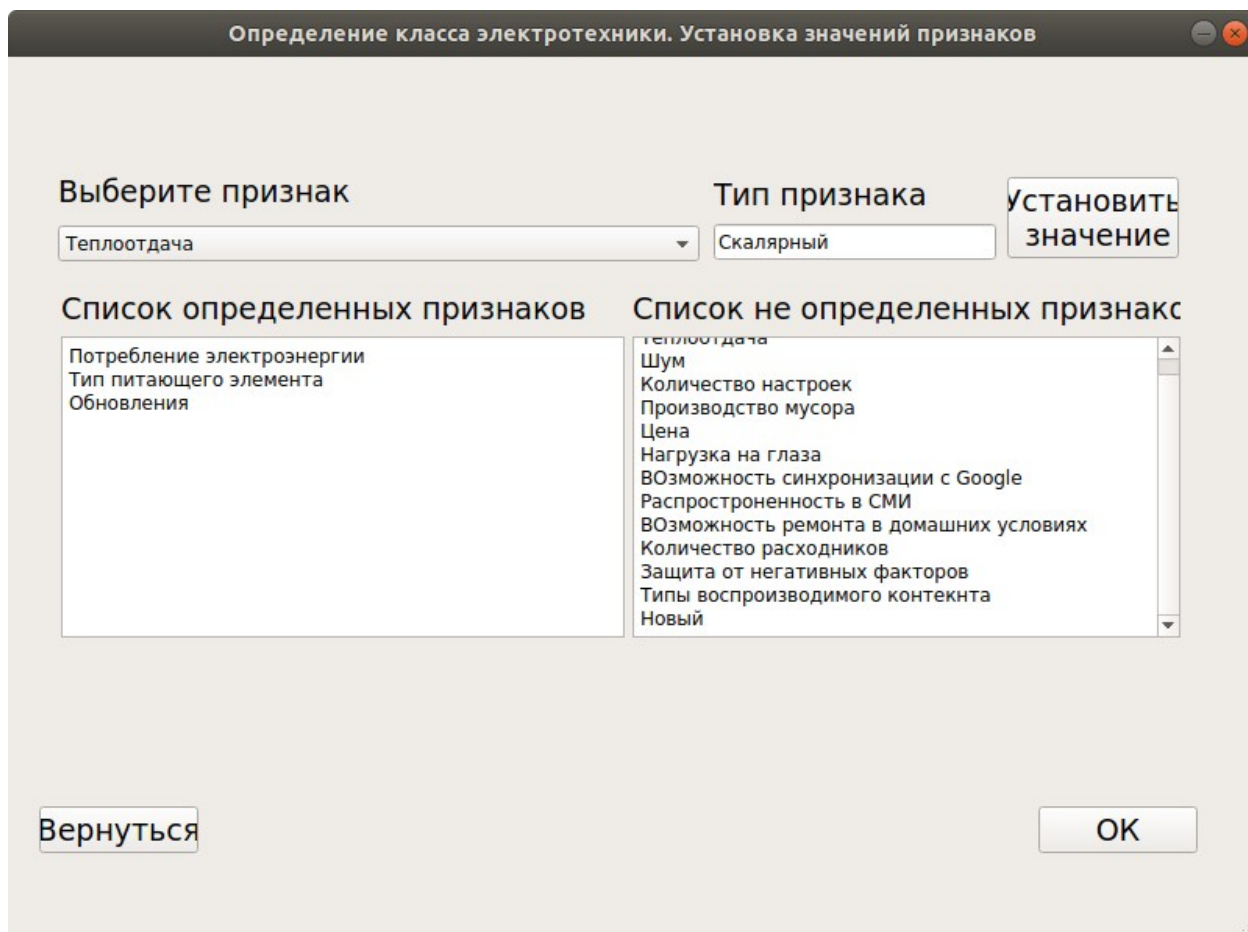 Определение класса электротехники. Установка значений признаков
Выберите признак
Тип признака
Установить
значение
Теплоотдача
Скалярный
Список определенных признаков
Список не определенных признако
Потребление электроэнергии
Тип питающего элемента
Обновления
Теплоотдача
Шум
Количество настроек
Производство мусора
Цена
Нагрузка на глаза
ВОзможность синхронизации с Google
Распростроненность в СМИ
ВОзможность ремонта в домашних условиях
Количество расходников
Защита от негативных факторов
Типы воспроизводимого контекнта
Новый
Вернуться
ОК